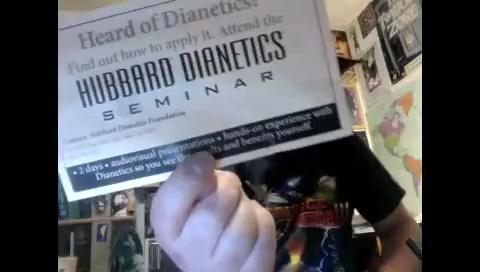 Heard of Dianetics?
Find out how to apply it. Attend the
HUBBARD DIANETICS
SEMINAR
Hubbard Dianetics Foundation
• 2 days • audiovisual presentations • hands-on experience with
Dianetics so you see the and benefits yourself.
ZONE